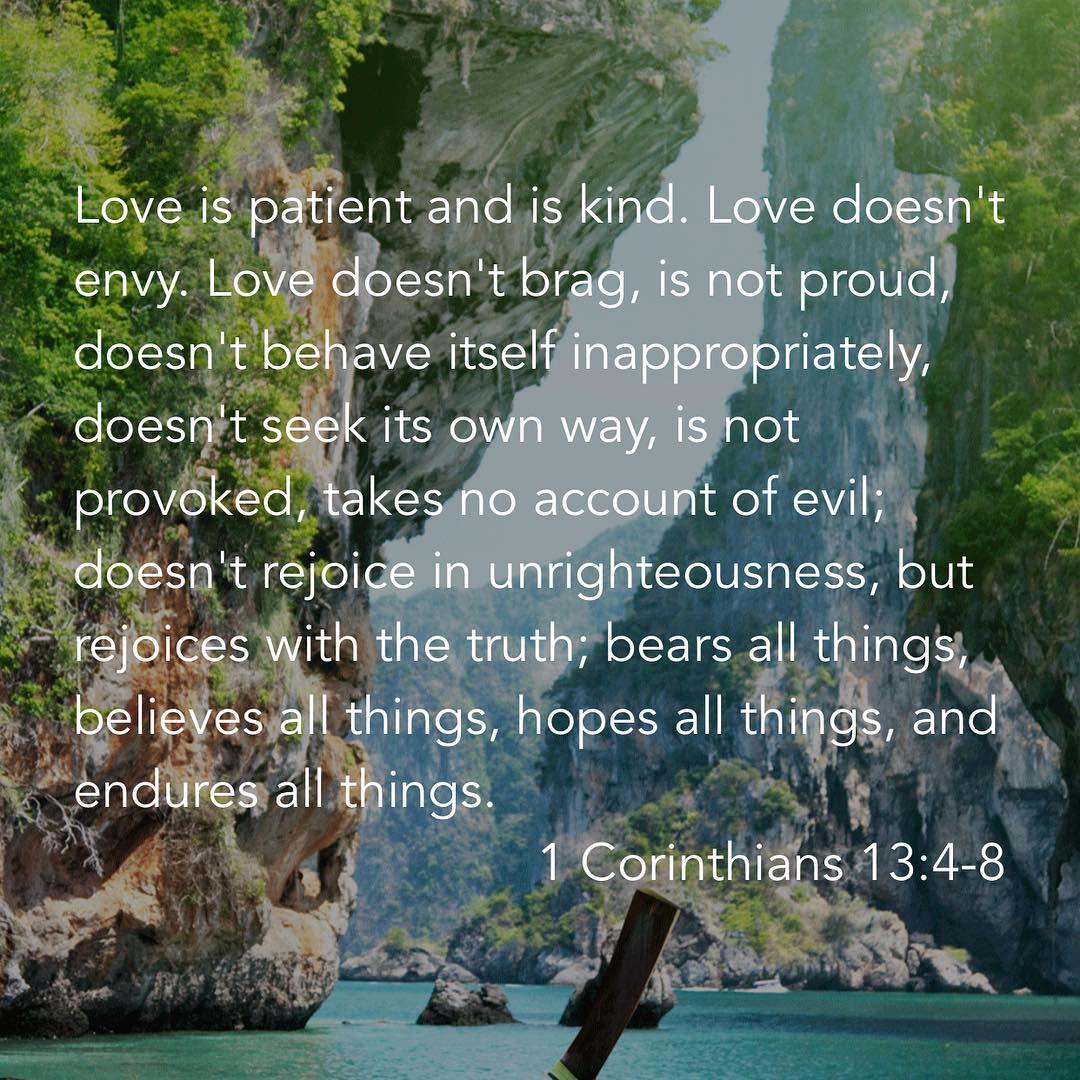 Love is patient and is kind. Love doesn't
envy. Love doesn't brag, is not proud,
doesn't behave itself inappropriately,
doesn't seek its own way, is not
provoked, takes no account of evil;
doesn't rejoice in unrighteousness, but
rejoices with the truth; bears all things,
believes all things, hopes all things, and
endures all things.
1 Corinthians 13:4-8